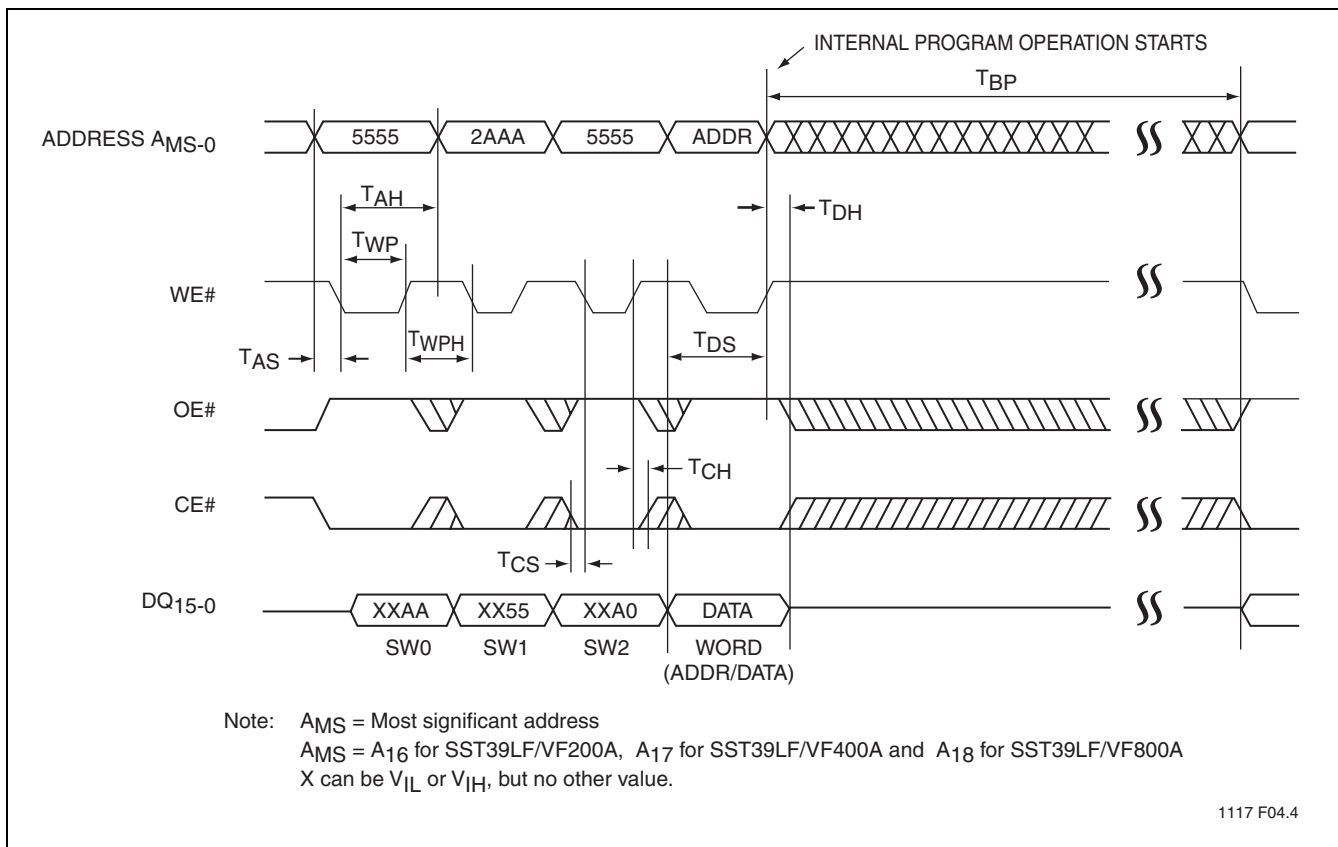 INTERNAL PROGRAM OPERATION STARTS
TBP
ADDRESS AMS-0
5555 2AAA 5555 ADDR
TAH
TDH
TWP
WE#
TWPH
TDS
TAS
OE#
TCH
CE#
TCS
DQ15-0
XXAA XX55 XXA0 DATA
SW0 SW1 SW2 WORD
(ADDR/DATA)
Note: AMS = Most significant address
AMS = A16 for SST39LF/VF200A, A17 for SST39LF/VF400A and A18 for SST39LF/VF800A
X can be VIL or VIH, but no other value.
1117 F04.4